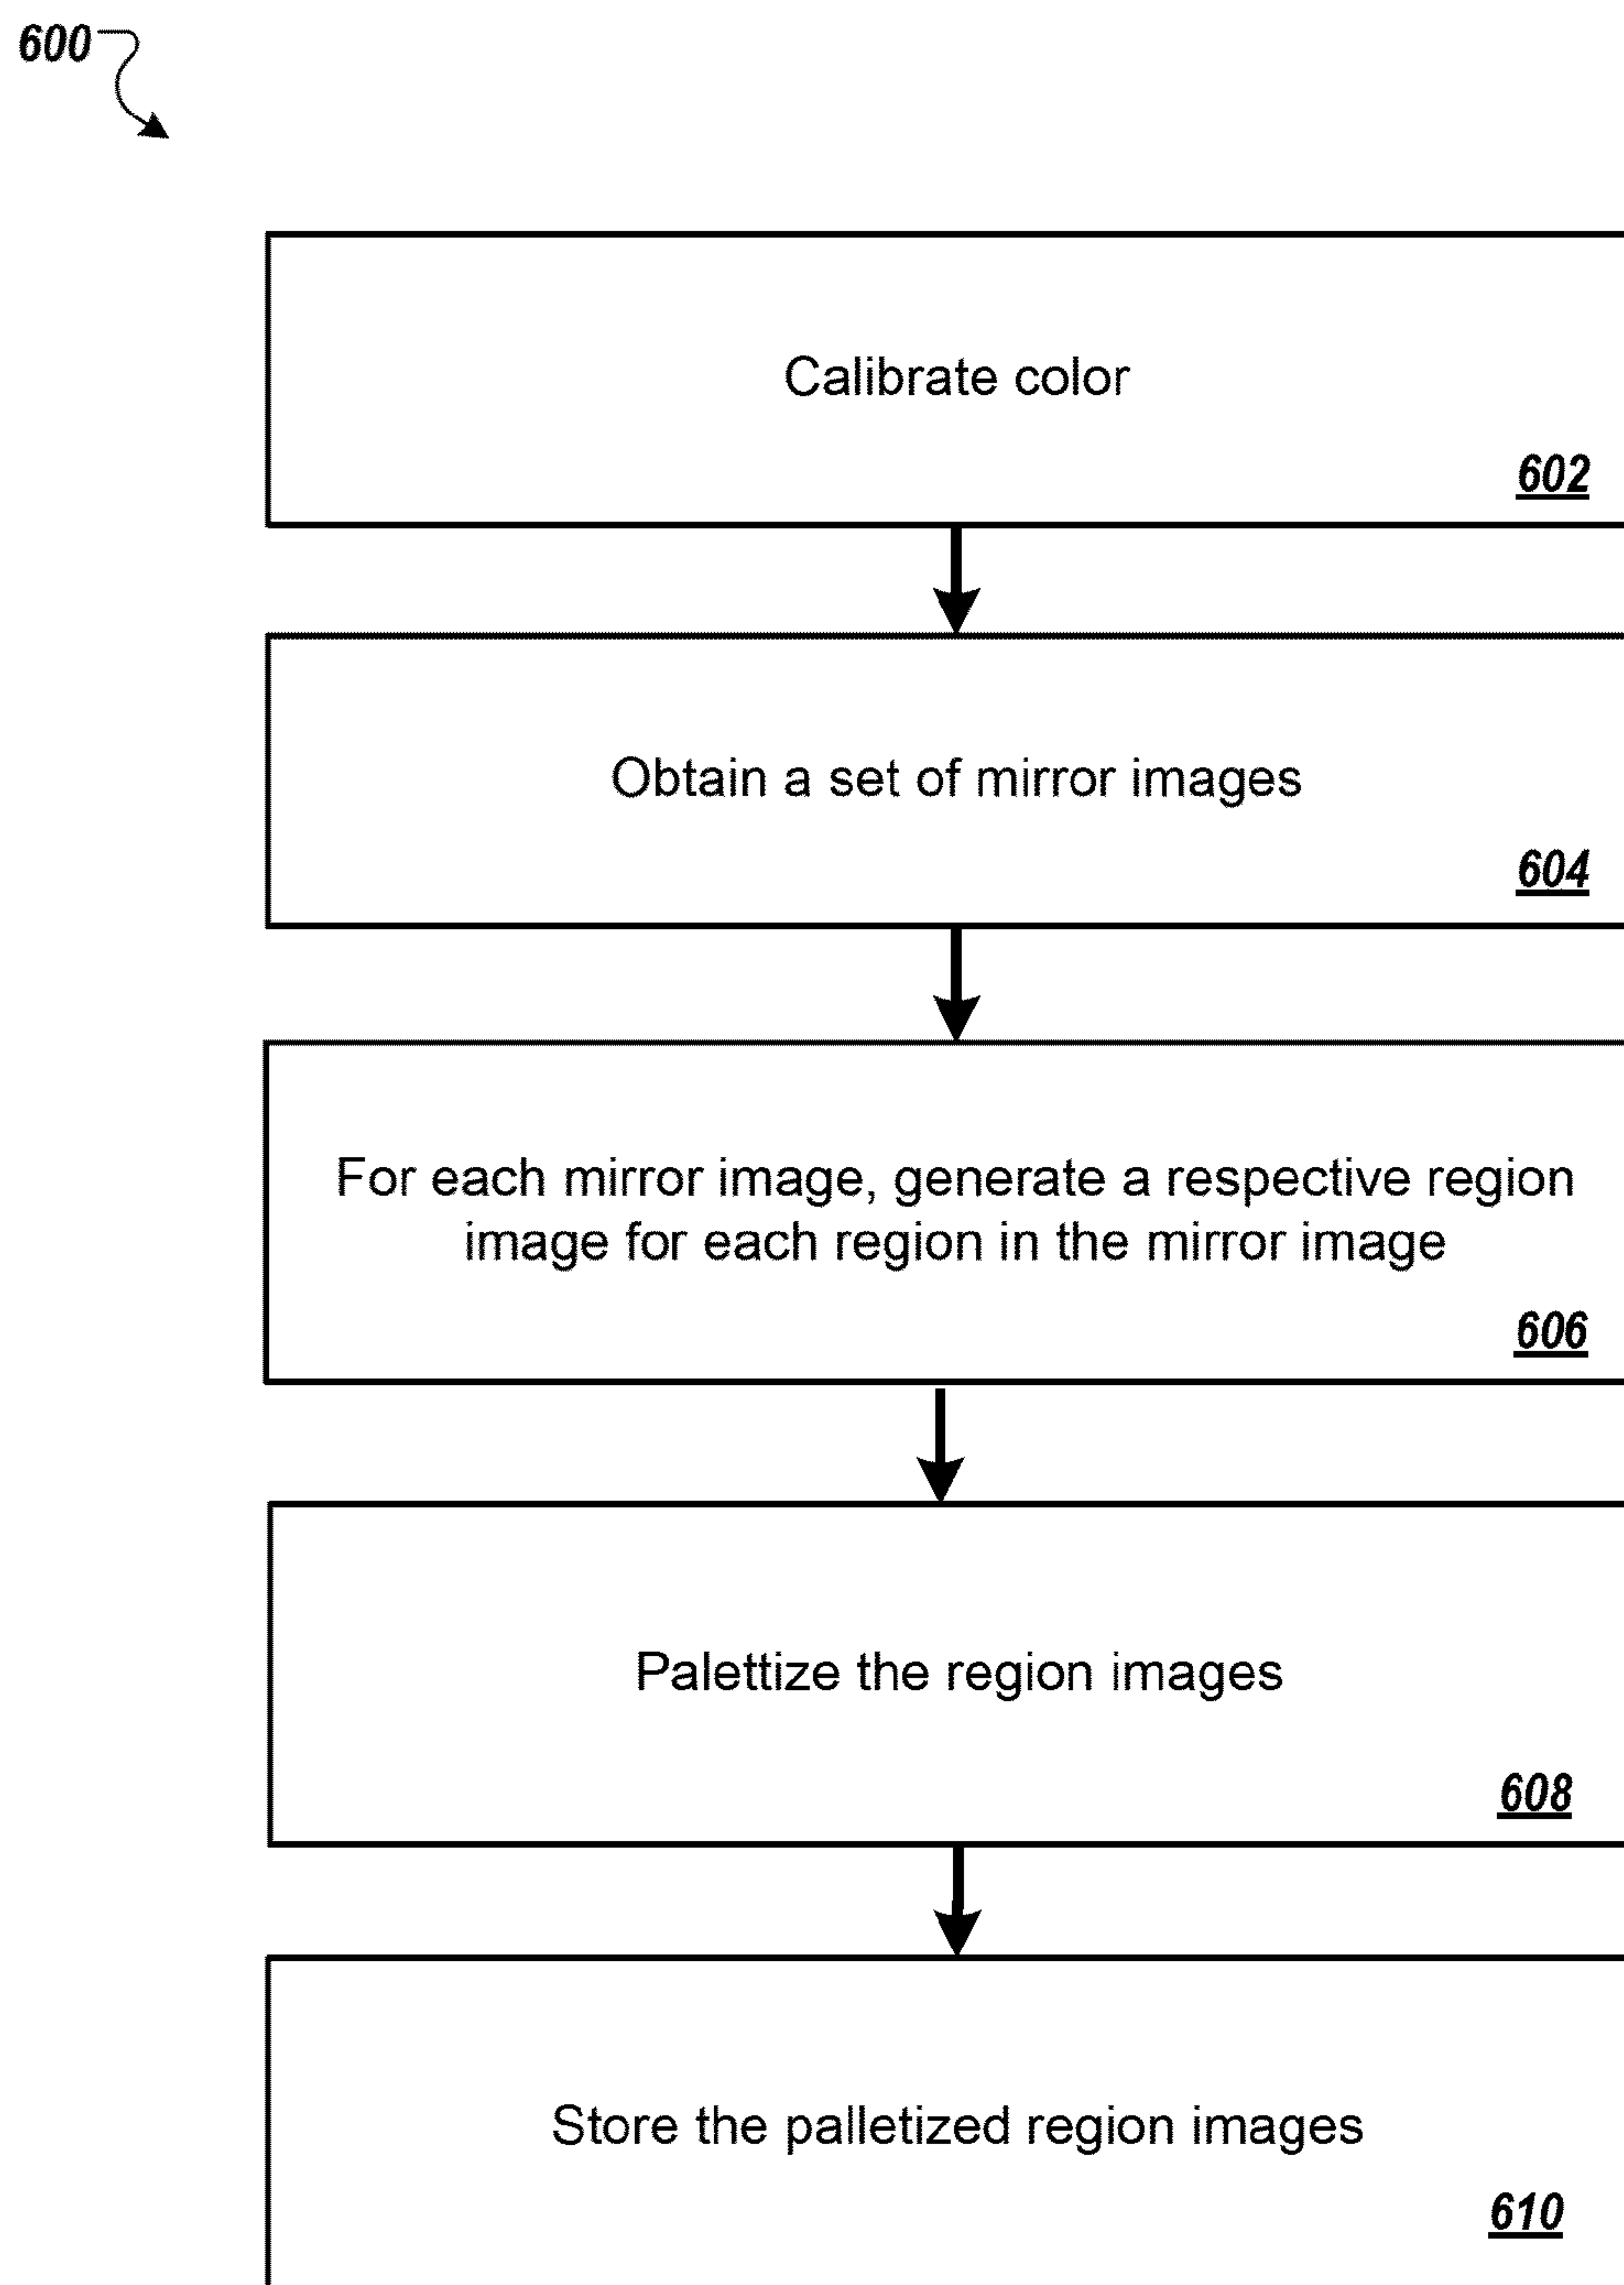 600
Calibrate color
602
Obtain a set of mirror images
604
For each mirror image, generate a respective region
image for each region in the mirror image
606
Palettize the region images
608
Store the palletized region images
610